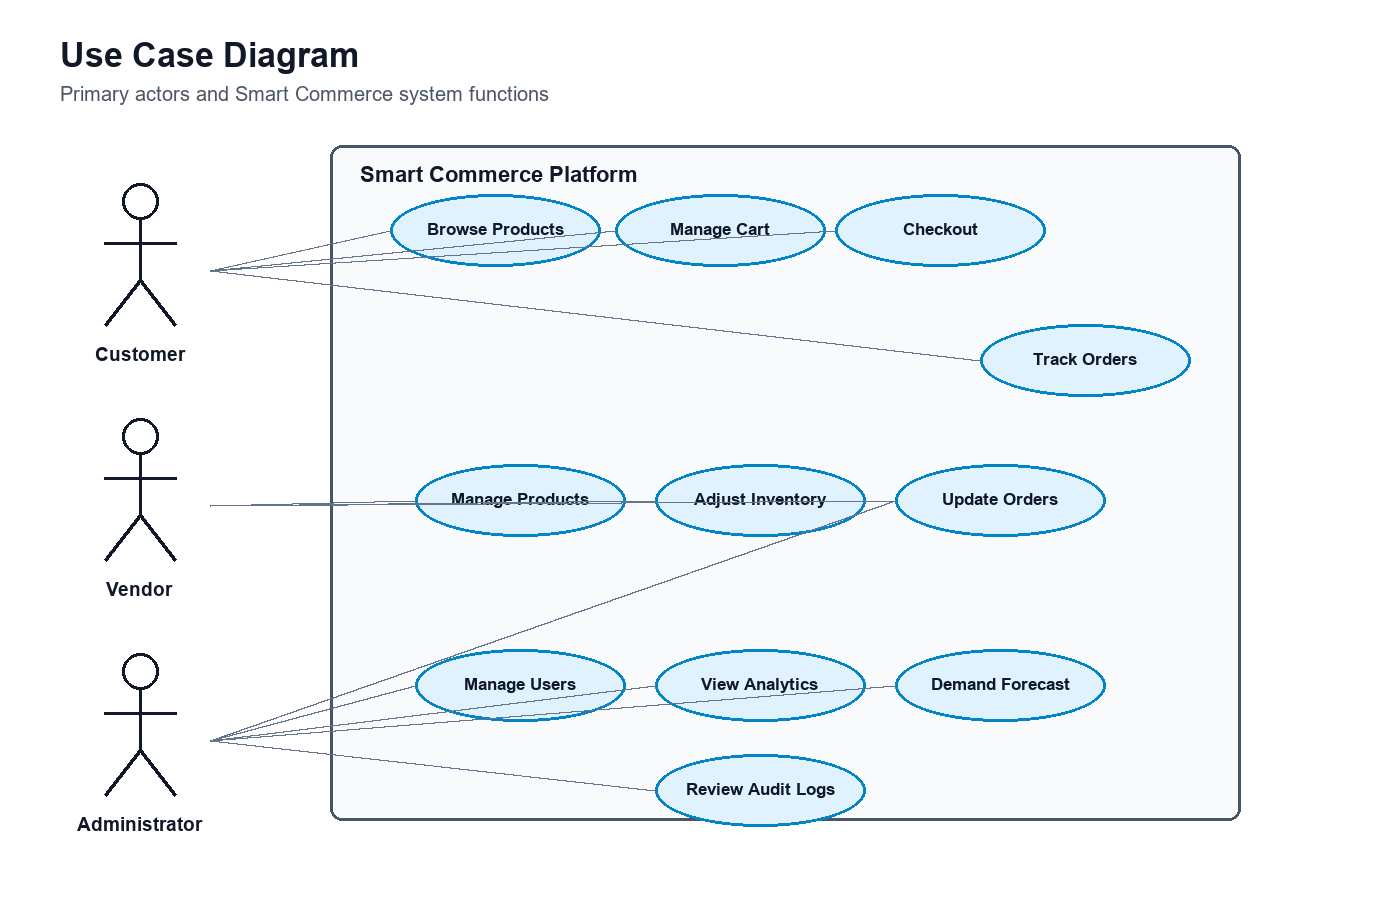 Use Case Diagram
Primary actors and Smart Commerce system functions
Smart Commerce Platform
Browse Products
Manage Cart
Checkout
Customer
Track Orders
Manage Products
Adjust Inventory
Update Orders
Vendor
Manage Users
View Analytics
Demand Forecast
Review Audit Logs
Administrator